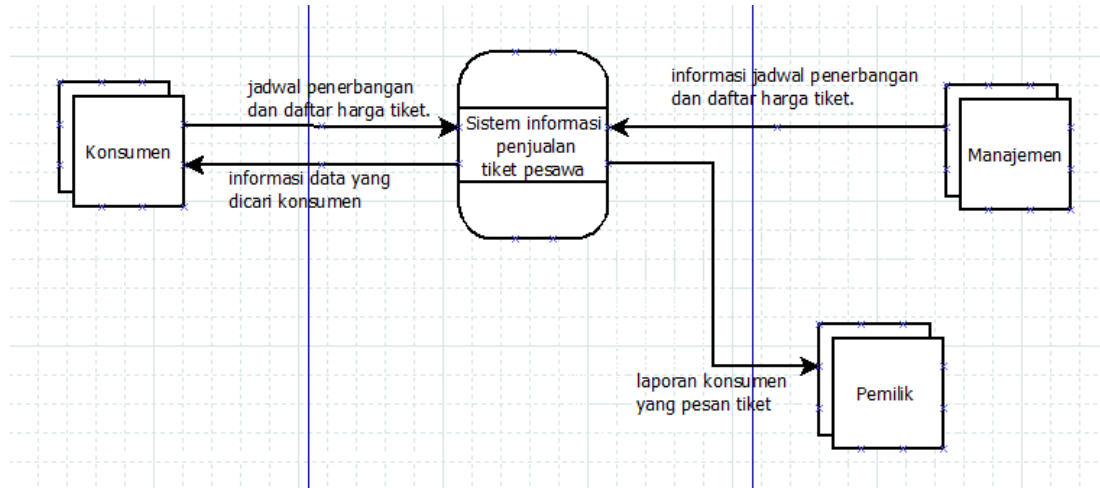 jadwal penerbangan
dan daftar harga tiket.
informasi jadwal penerbangan
dan daftar harga tiket.
Konsumen
Sistem informasi
penjualan
tiket pesawa
Manajemen
informasi data yang
dicari konsumen
laporan konsumen
yang pesan tiket
Pemilik